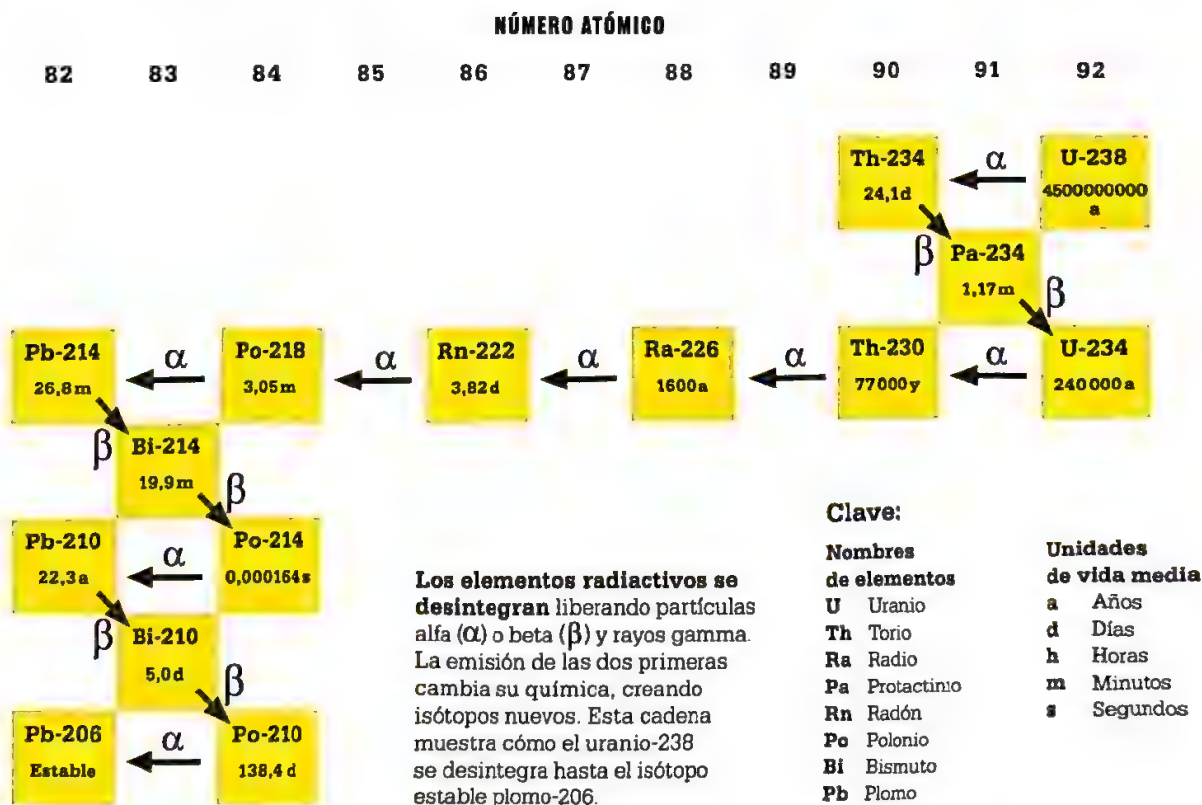 NÚMERO ATÓMICO
82 83 84 85 86 87 88 89 90 91 92
Th-234 α U-238
24,1d 4500000000
a
β Pa-234
1,17m β
Pb-214 α Po-218 α Rn-222 α Ra-226 α Th-230 α U-234
26,8m 3,05m 3,82d 1600a 77000y 240000a
β Bi-214
19,9m β
Pb-210 α Po-214
22,3a 0,000164s
β Bi-210
5,0d β
Pb-206 α Po-210
Estable 138,4d
Los elementos radiactivos se
desintegran liberando partículas
alfa (α) o beta (β) y rayos gamma.
La emisión de las dos primeras
cambia su química, creando
isótopos nuevos. Esta cadena
muestra cómo el uranio-238
se desintegra hasta el isótopo
estable plomo-206.
Clave:
Nombres
de elementos
U Uranio
Th Torio
Ra Radio
Pa Protactinio
Rn Radón
Po Polonio
Bi Bismuto
Pb Plomo
Unidades
de vida media
a Años
d Días
h Horas
m Minutos
s Segundos